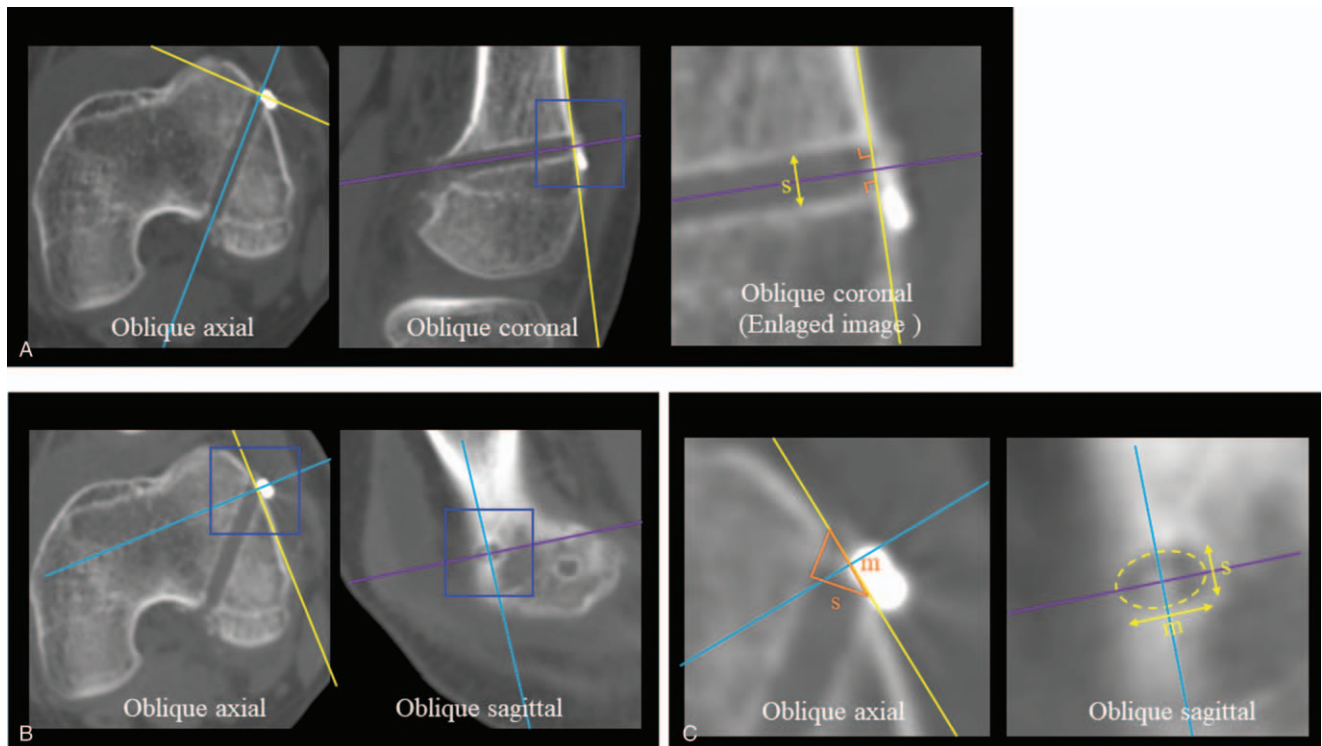 Oblique axial
Oblique coronal
s
Oblique coronal
(Enlaged image )
A
Oblique axial
Oblique sagittal
B
m
s
Oblique axial
s
m
Oblique sagittal
C